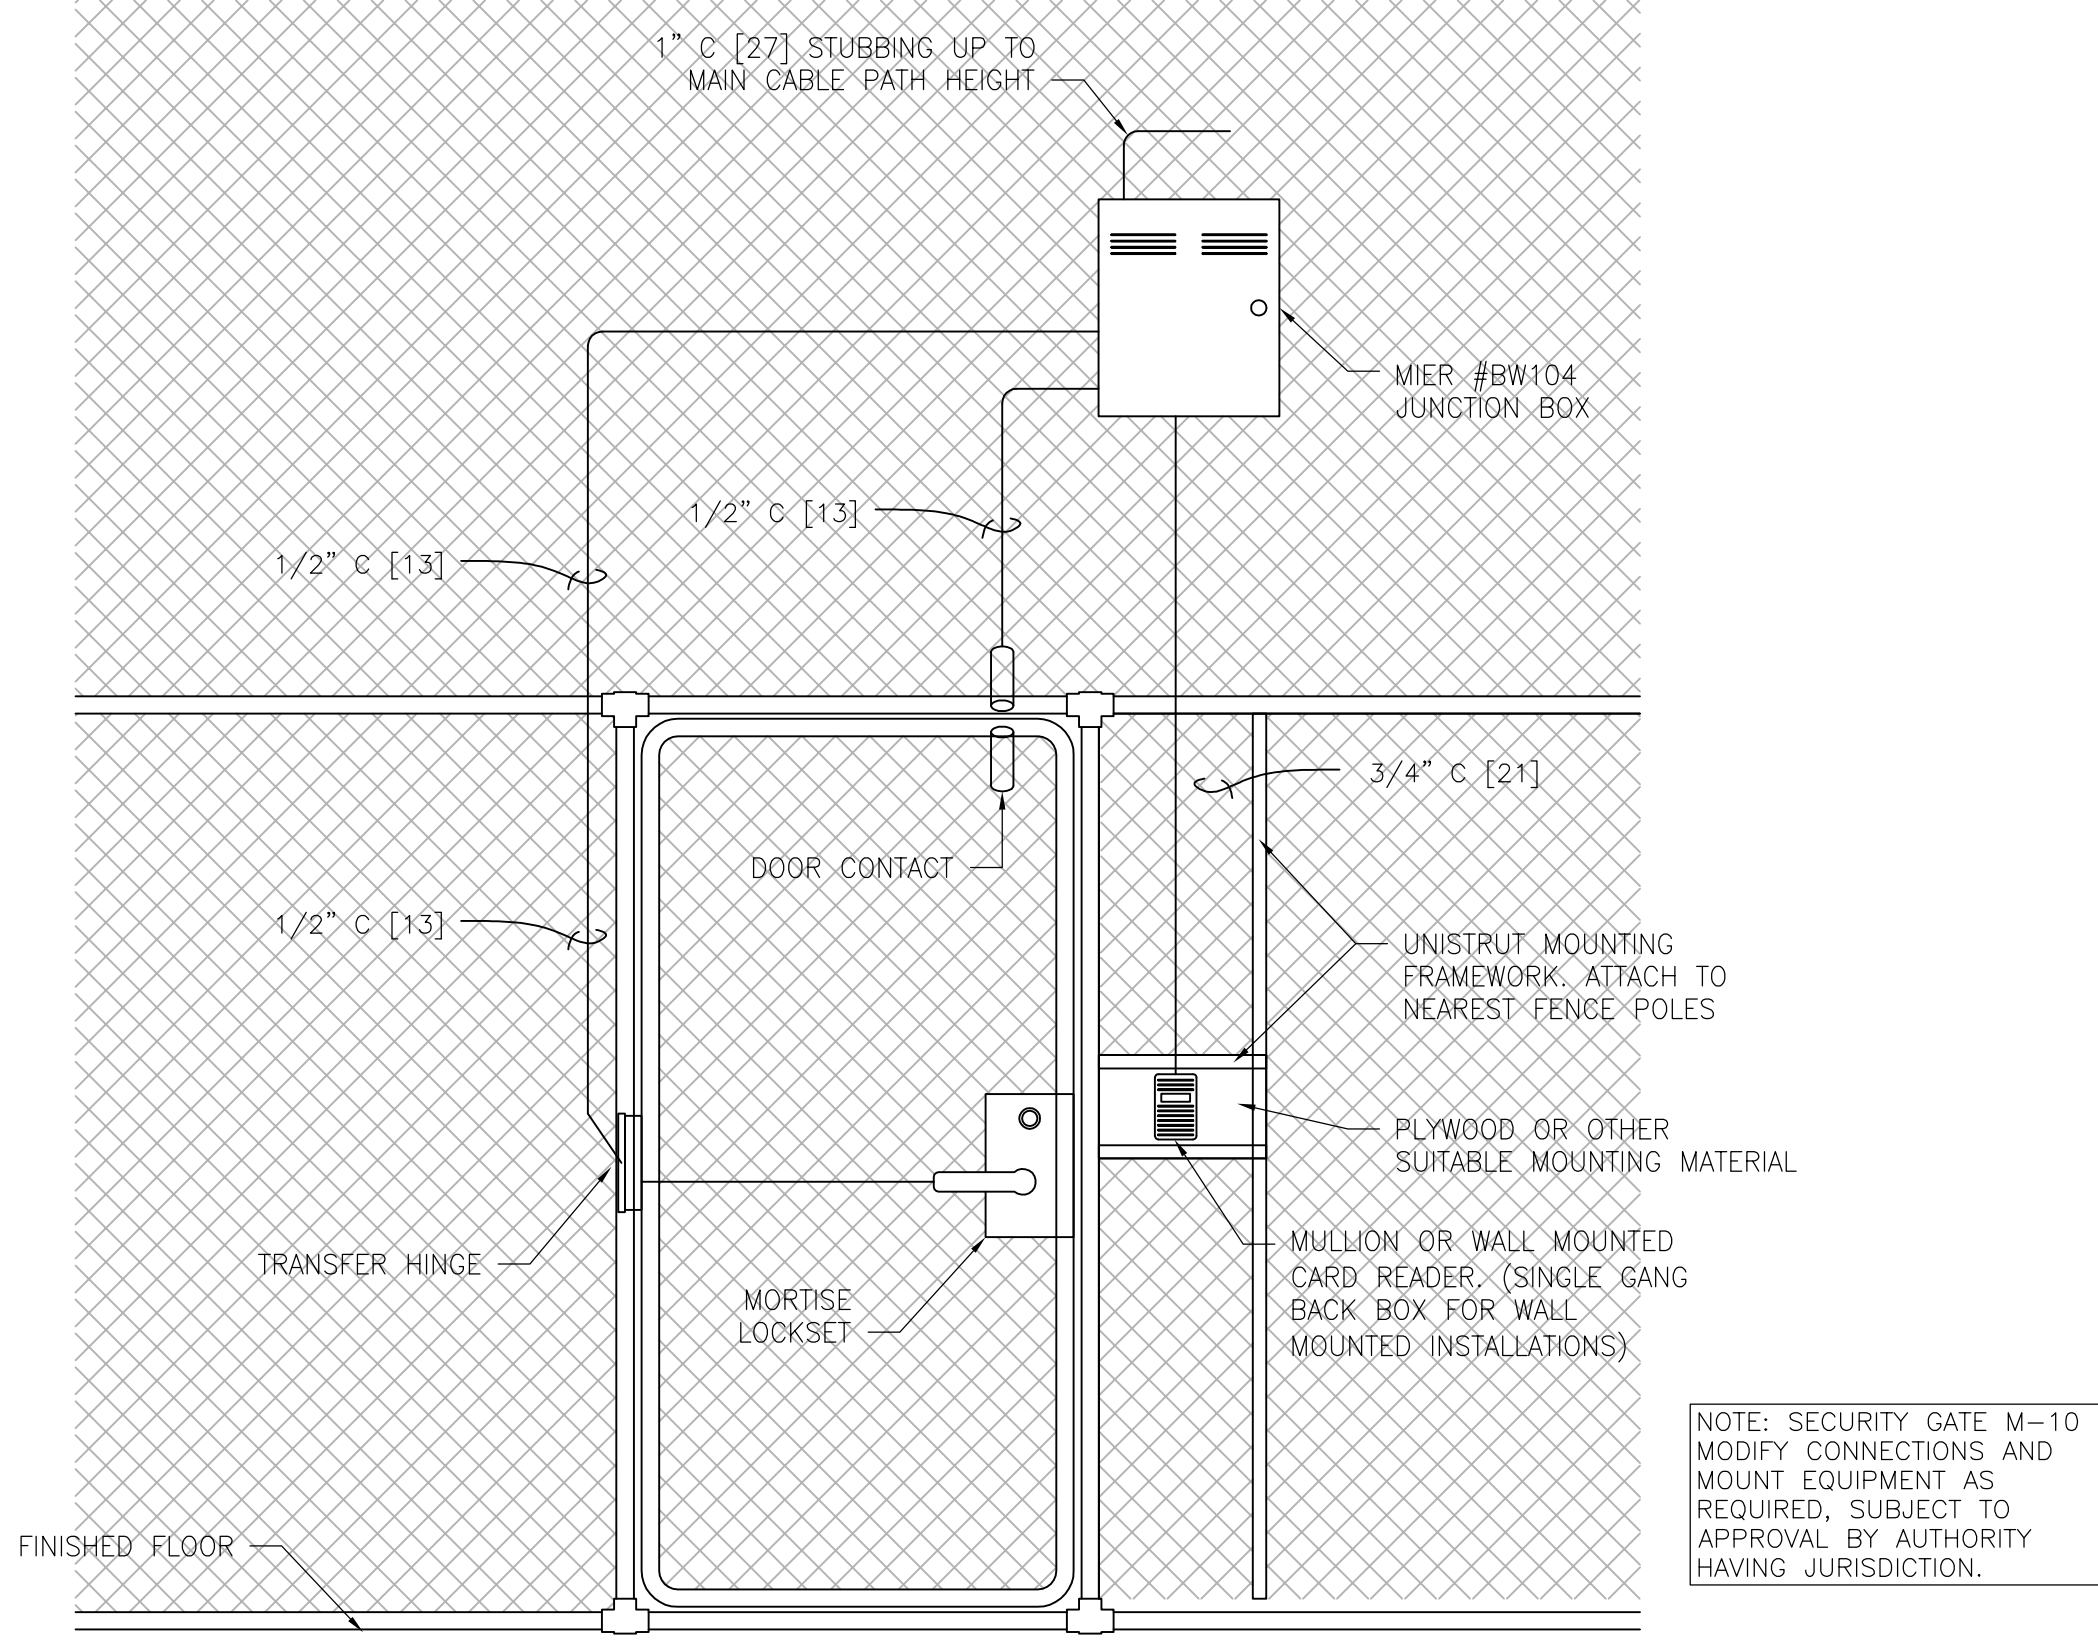 1” C [27] STUBBING UP TO
MAIN CABLE PATH HEIGHT
MIER #BW104
JUNCTION BOX
1/2” C [13]
1/2” C [13]
3/4” C [21]
DOOR CONTACT
1/2” C [13]
UNISTRUT MOUNTING
FRAMEWORK. ATTACH TO
NEAREST FENCE POLES
PLYWOOD OR OTHER
SUITABLE MOUNTING MATERIAL
TRANSFER HINGE
MORTISE
LOCKSET
MULLION OR WALL MOUNTED
CARD READER. (SINGLE GANG
BACK BOX FOR WALL
MOUNTED INSTALLATIONS)
NOTE: SECURITY GATE M-10
MODIFY CONNECTIONS AND
MOUNT EQUIPMENT AS
REQUIRED, SUBJECT TO
APPROVAL BY AUTHORITY
HAVING JURISDICTION.
FINISHED FLOOR